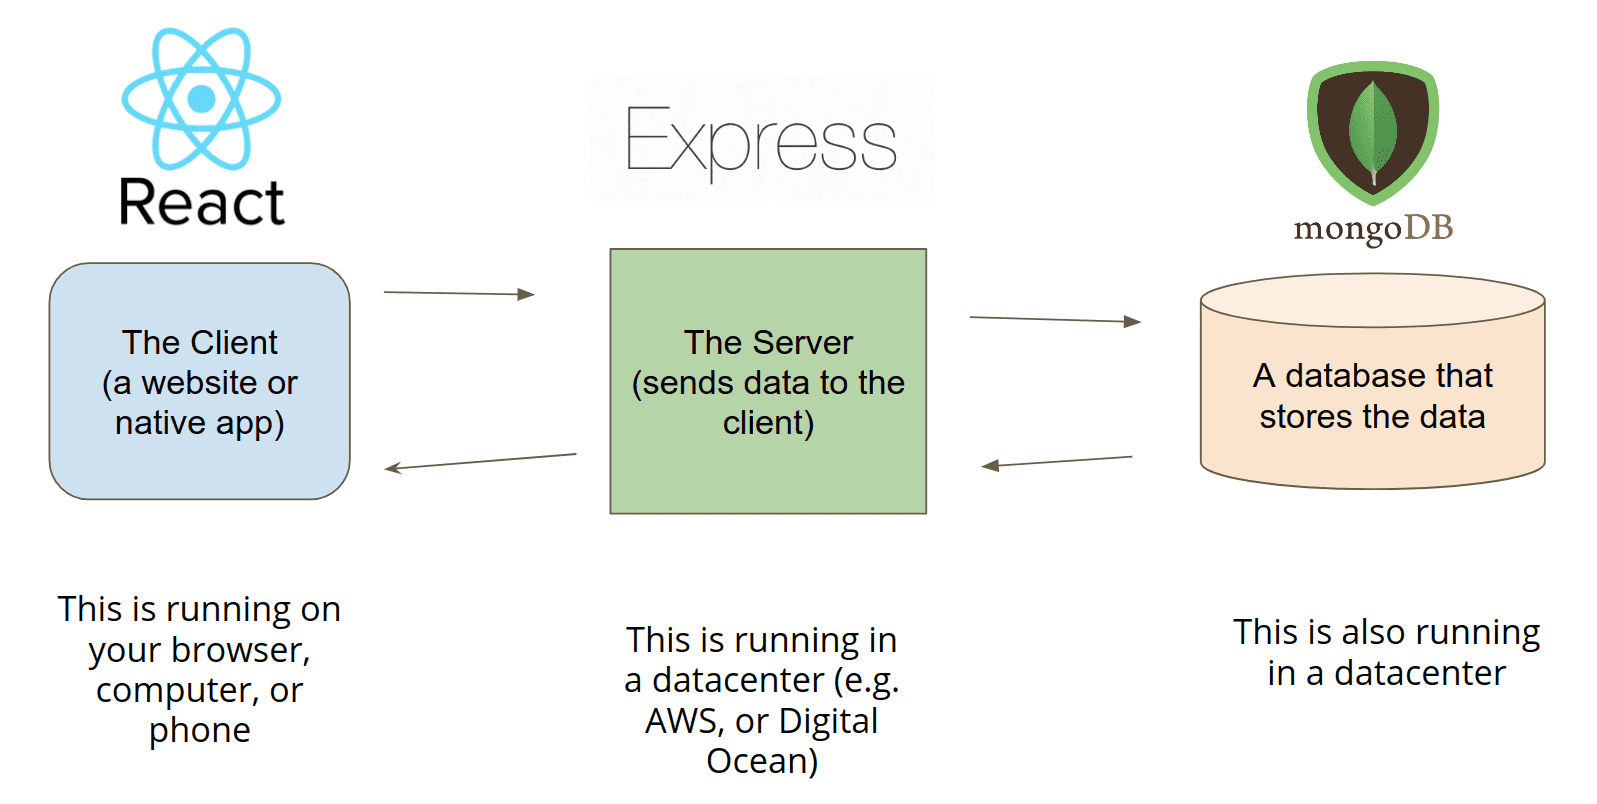 React
Express
mongoDB
The Client
(a website or
native app)
The Server
(sends data to the
client)
A database that
stores the data
This is running on
your browser,
computer, or
phone
This is running in
a datacenter (e.g.
AWS, or Digital
Ocean)
This is also running
in a datacenter